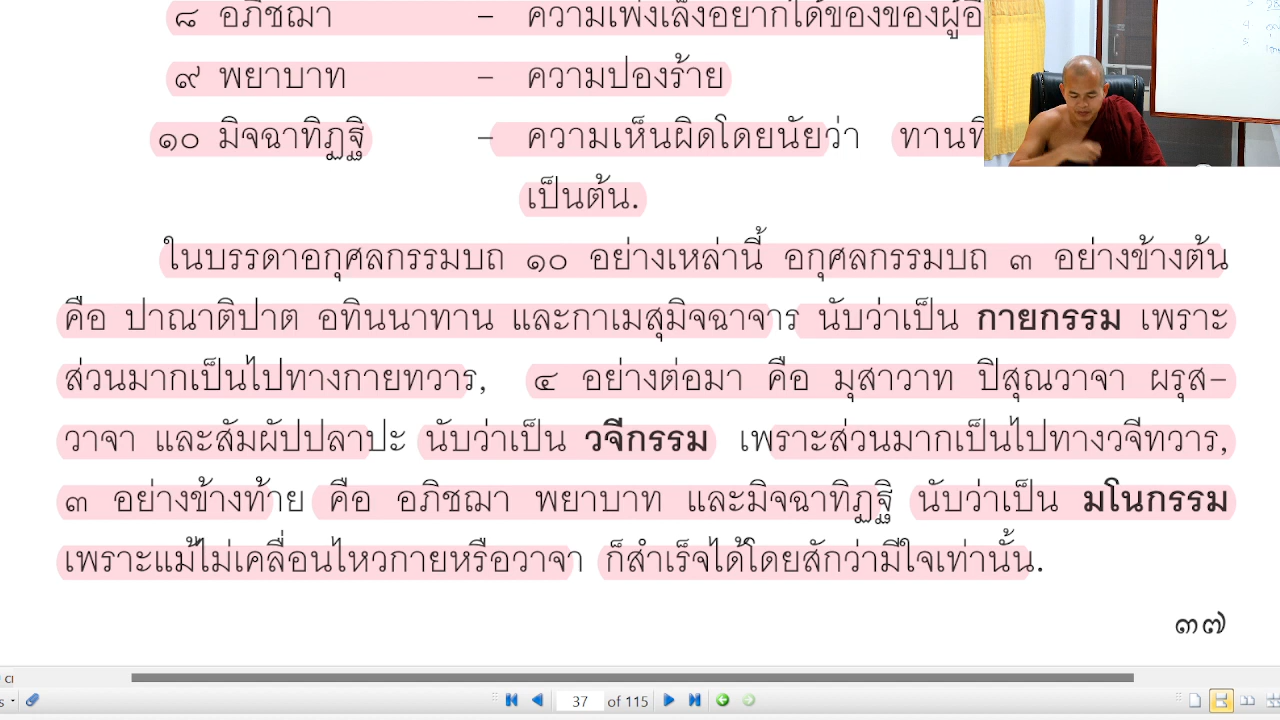 ๘ อภิชฌา – ความเพ่งเล็งอยากได้ของของผู้อื
๙ พยาบาท – ความปองร้าย
๑๐ มิจฉาทิฏฐิ – ความเห็นผิดโดยนัยว่า ทานที
เป็นต้น.
ในบรรดาอกุศลกรรมบถ ๑๐ อย่างเหล่านี้ อกุศลกรรมบถ ๓ อย่างข้างต้น
คือ ปาณาติปาต อทินนาทาน และกาเมสุมิจฉาจาร นับว่าเป็น กายกรรม เพราะ
ส่วนมากเป็นไปทางกายทวาร, ๔ อย่างต่อมา คือ มุสาวาท ปิสุณวาจา ผรุส–
วาจา และสัมผัปปลาปะ นับว่าเป็น วจีกรรม เพราะส่วนมากเป็นไปทางวจีทวาร,
๓ อย่างข้างท้าย คือ อภิชฌา พยาบาท และมิจฉาทิฏฐิ นับว่าเป็น มโนกรรม
เพราะแม้ไม่เคลื่อนไหวกายหรือวาจา ก็สำเร็จได้โดยสักว่ามีใจเท่านั้น.
๓๗
37 of 115